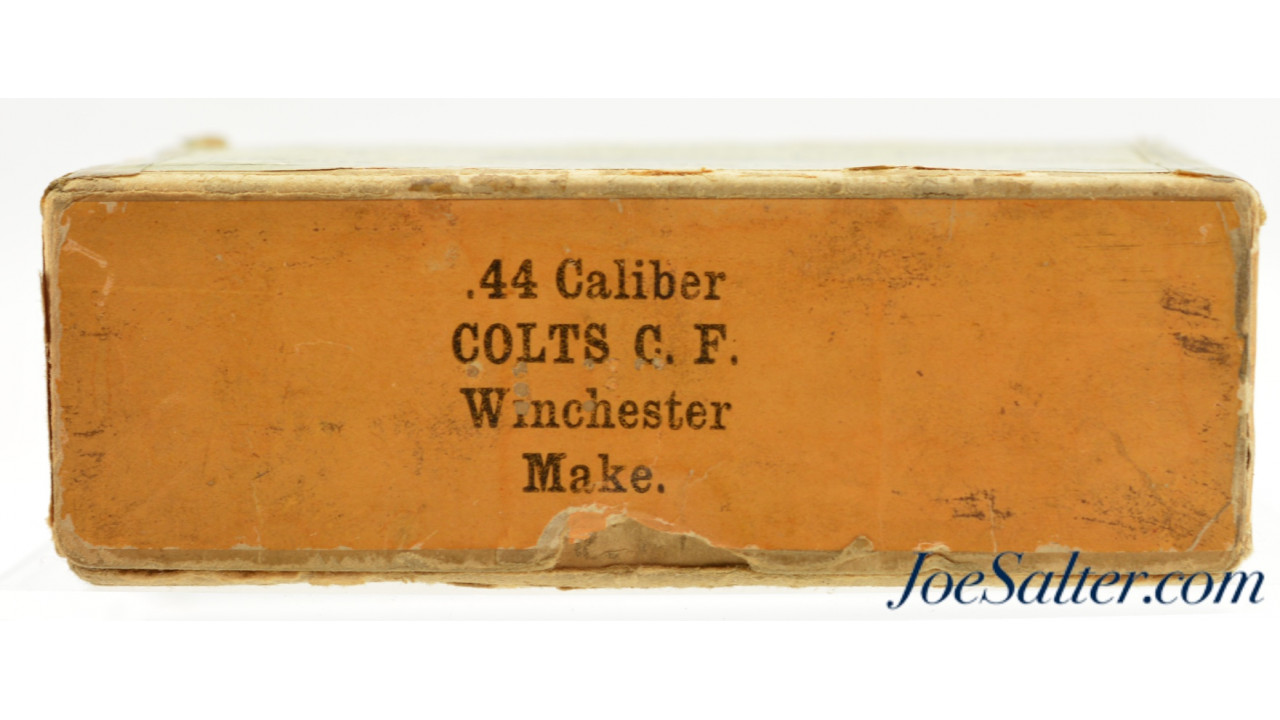 .44 Caliber
COLTS C. F.
Winchester
Make.
JoeSalter.com